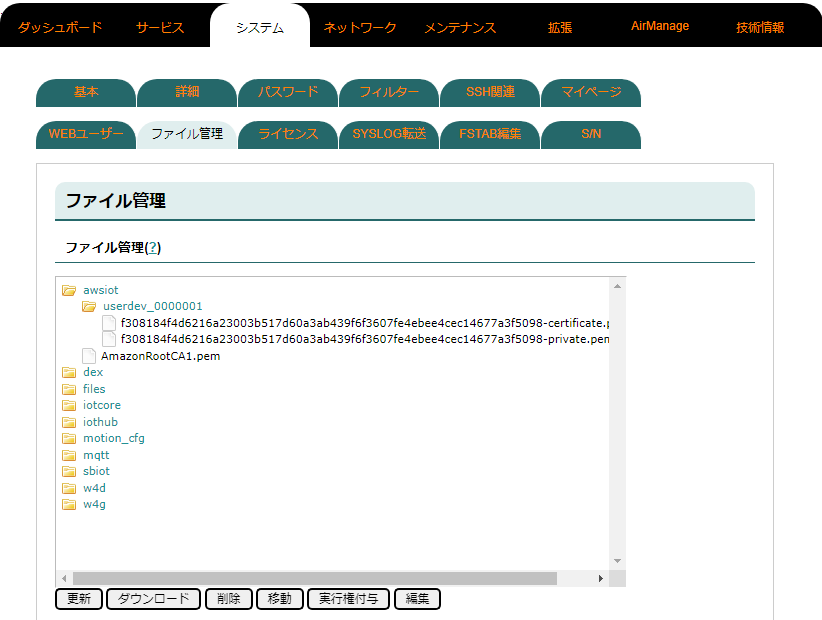 ダッシュボード サービス システム ネットワーク メンテナンス 拡張 AirManage 技術情報
基本 詳細 パスワード フィルター SSH関連 マイページ
WEBユーザー ファイル管理 ライセンス SYSLOG転送 FSTAB編集 S/N
ファイル管理
ファイル管理(?)
awsiot
userdev_0000001
f308184f4d6216a23003b517d60a3ab439f6f3607fe4ebee4cec14677a3f5098-certificate.p
f308184f4d6216a23003b517d60a3ab439f6f3607fe4ebee4cec14677a3f5098-private.pem
AmazonRootCA1.pem
dex
files
iotcore
iothub
motion_cfg
mqtt
sbiot
w4d
w4g
更新 ダウンロード 削除 移動 実行権付与 編集